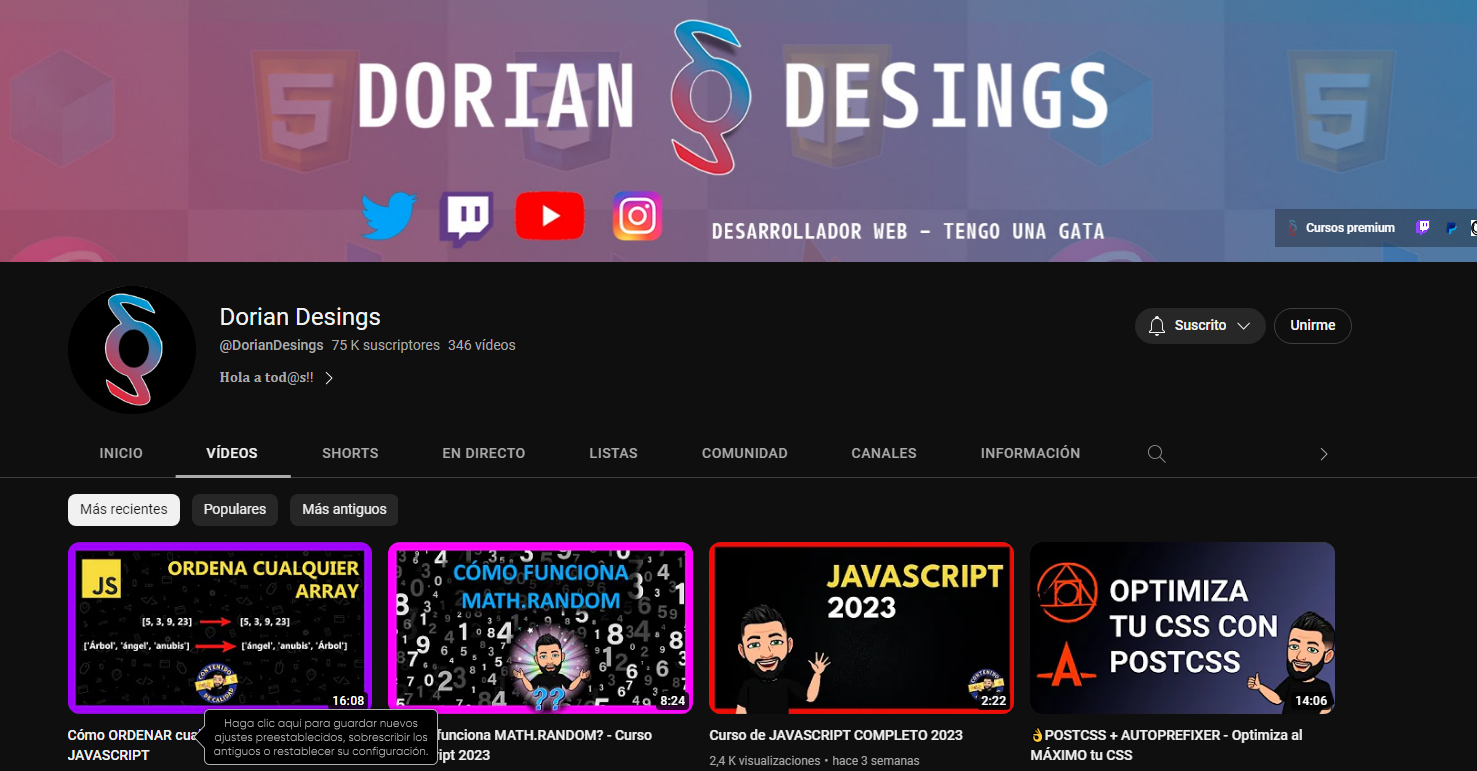 DORIAN DESINGS
DESARROLLADOR WEB – TENGO UNA GATA
Cursos premium
Dorian Desings
@DorianDesings 75 K suscriptores 346 vídeos
Hola a tod@s!!
Suscrito
Unirme
INICIO VÍDEOS SHORTS EN DIRECTO LISTAS COMUNIDAD CANALES INFORMACIÓN
Más recientes Populares Más antiguos
JS
ORDENA CUALQUIER
ARRAY
[5, 3, 9, 23] [5, 3, 9, 23]
['Árbol', 'ángel', 'anubis'] ['ángel', 'anubis', 'Árbol']
CONTENIDO
DE CALIDAD
16:08
CÓMO FUNCIONA
MATH.RANDOM
??
8:24
JAVASCRIPT
2023
2:22
OPTIMIZA
TU CSS CON
POSTCSS
14:06
Cómo ORDENAR
JAVASCRIPT
Haga clic aquí para guardar nuevos
ajustes preestablecidos, sobrescribir los
antiguos o restablecer su configuración.
funciona MATH.RANDOM? - Curso
ipt 2023
Curso de JAVASCRIPT COMPLETO 2023
2,4 K visualizaciones • hace 3 semanas
👌POSTCSS + AUTOPREFIXER - Optimiza al
MÁXIMO tu CSS